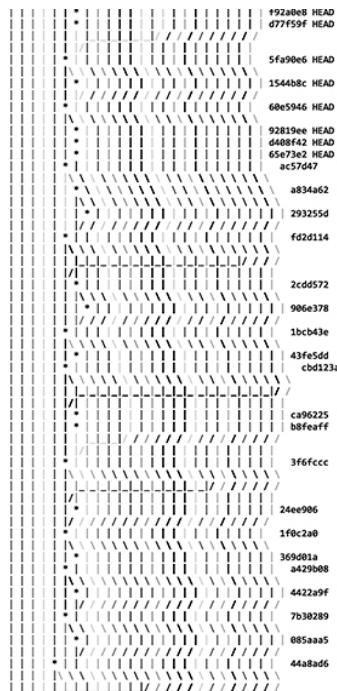 f92a0e8 HEAD
d77f59f HEAD
5fa90e6 HEAD
1544b8c HEAD
60e5946 HEAD
92819ee HEAD
d408f42 HEAD
65e73e2 HEAD
ac57d47
a834a62
293255d
fd2d114
2cdd572
906e378
1bcb43e
43fe5dd
cbd123a
ca96225
b8feaff
3f6fccc
24ee906
1f0c2a0
369d01a
a429b08
4422a9f
7b30289
085aaa5
44a8ad6